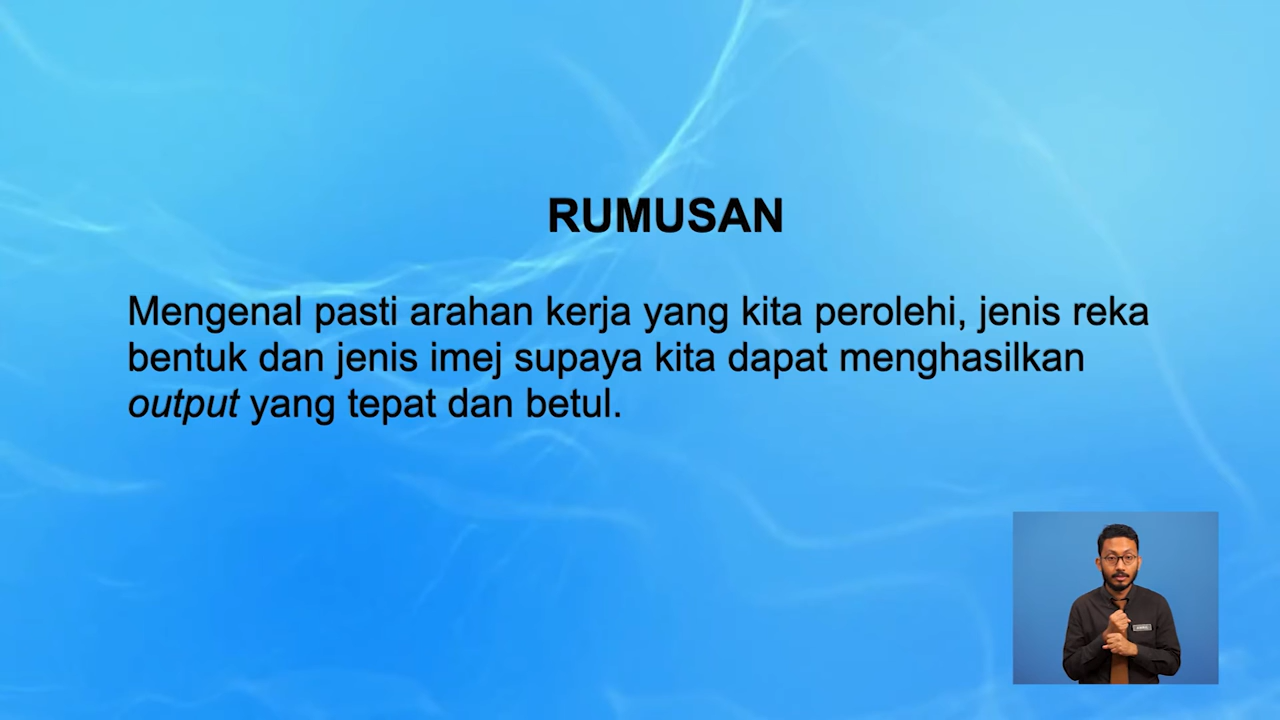 RUMUSAN
Mengenal pasti arahan kerja yang kita perolehi, jenis reka
bentuk dan jenis imej supaya kita dapat menghasilkan
output yang tepat dan betul.